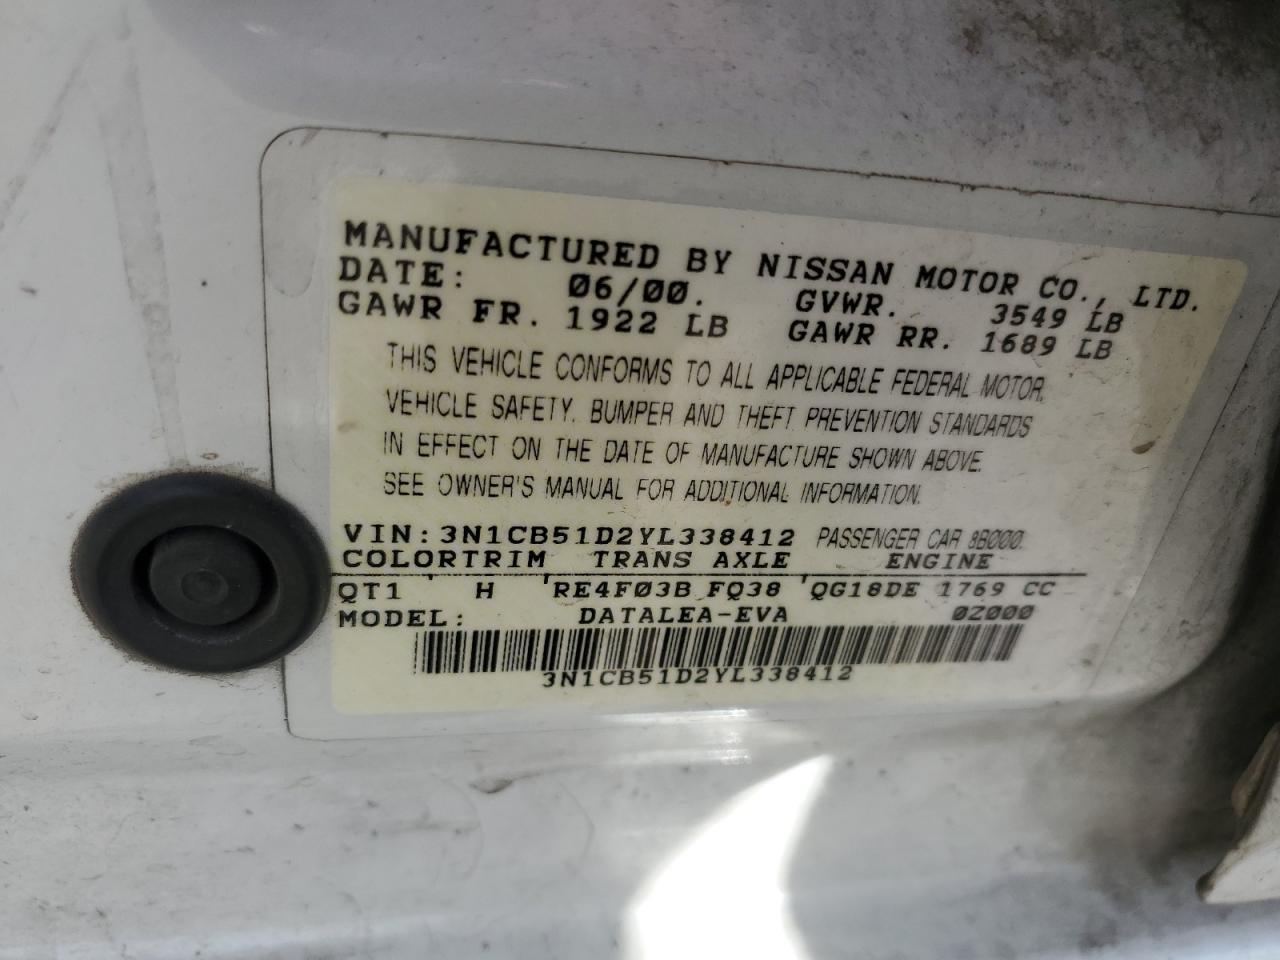 MANUFACTURED BY NISSAN MOTOR CO., LTD.
DATE: 06/00. GVWR. 3549 LB
GAWR FR. 1922 LB GAWR RR. 1689 LB
THIS VEHICLE CONFORMS TO ALL APPLICABLE FEDERAL MOTOR
VEHICLE SAFETY, BUMPER AND THEFT PREVENTION STANDARDS
IN EFFECT ON THE DATE OF MANUFACTURE SHOWN ABOVE.
SEE OWNER'S MANUAL FOR ADDITIONAL INFORMATION.
VIN: 3N1CB51D2YL338412 PASSENGER CAR 8B000
COLORTRIM TRANS AXLE ENGINE
QT1 ' H ' RE4F03B FQ38 ' QG18DE 1769 CC
MODEL: DATALEA-EVA 0Z000
3N1CB51D2YL338412